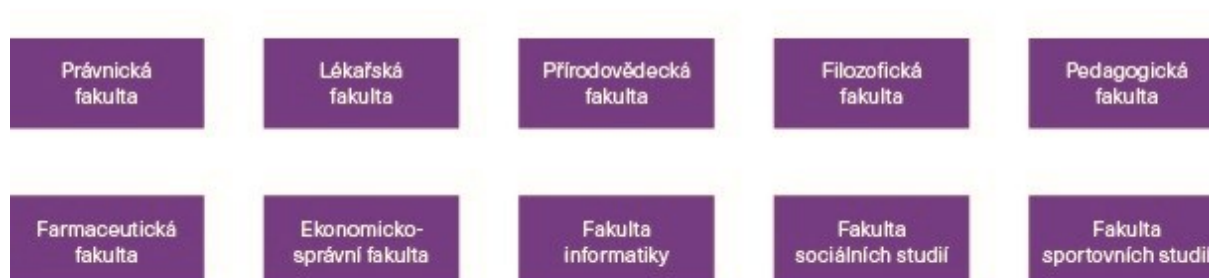 Právnická
fakulta
Lékařská
fakulta
Přírodovědecká
fakulta
Filozofická
fakulta
Pedagogická
fakulta
Farmaceutická
fakulta
Ekonomicko-
správní fakulta
Fakulta
informatiky
Fakulta
sociálních studií
Fakulta
sportovních studií